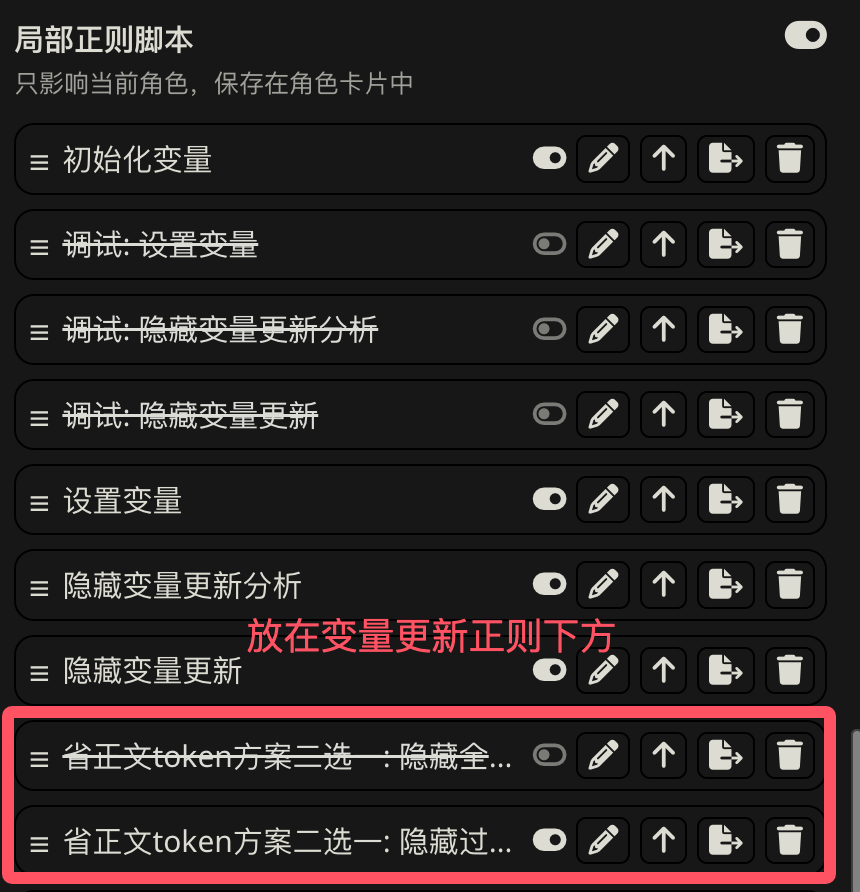 局部正则脚本
只影响当前角色，保存在角色卡片中
初始化变量
调试: 设置变量
调试: 隐藏变量更新分析
调试: 隐藏变量更新
设置变量
隐藏变量更新分析
放在变量更新正则下方
隐藏变量更新
省正文token方案二选一: 隐藏全...
省正文token方案二选一: 隐藏过...